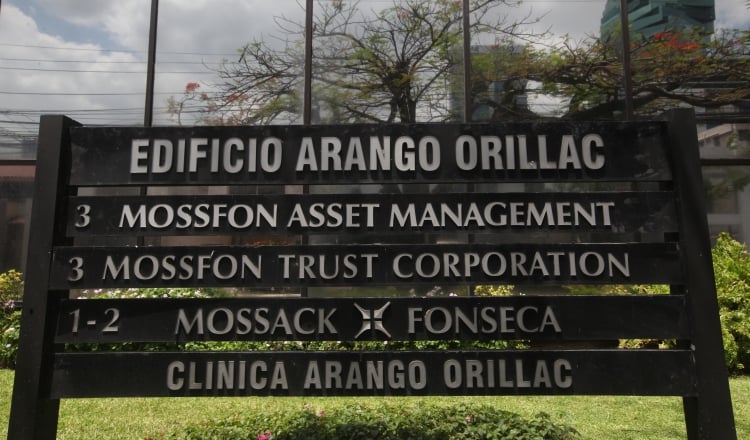 EDIFICIO ARANGO ORILLAC
3 MOSSFON ASSET MANAGEMENT
3 MOSSFON TRUST CORPORATION
1-2 MOSSACK FONSECA
CLINICA ARANGO ORILLAC